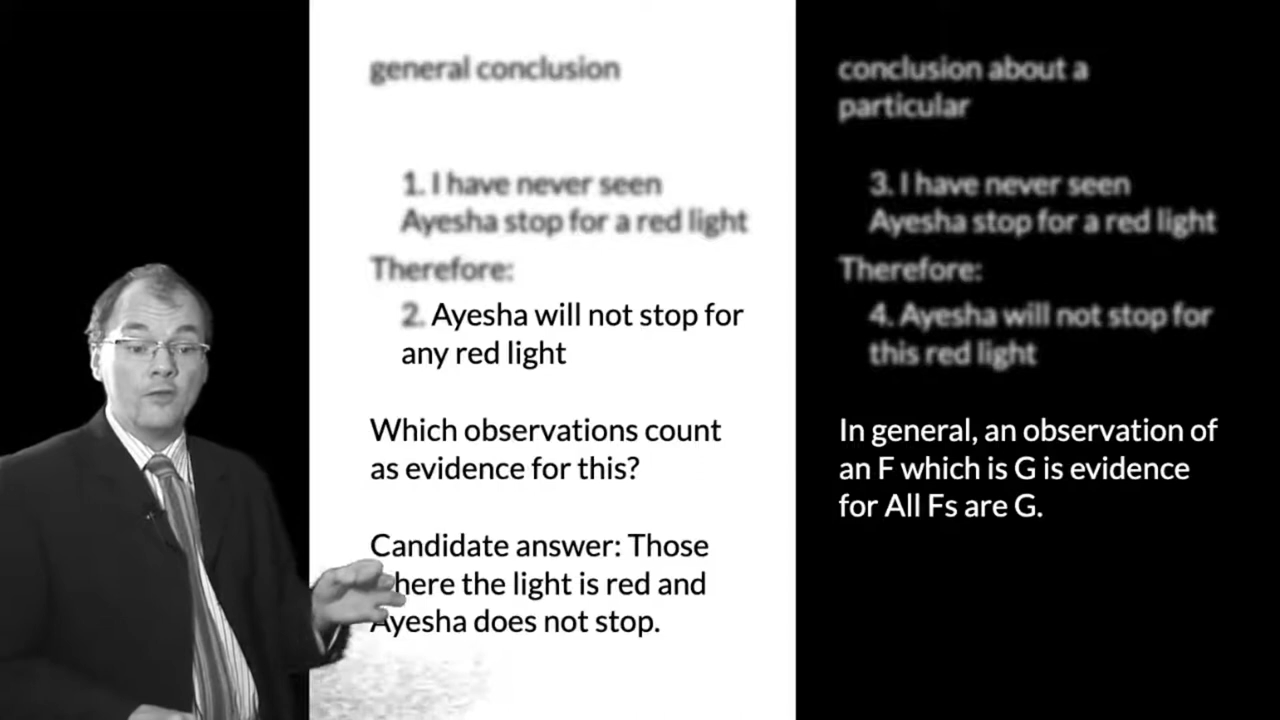 general conclusion
1. I have never seen
Ayesha stop for a red light
Therefore:
2. Ayesha will not stop for
any red light
Which observations count
as evidence for this?
Candidate answer: Those
here the light is red and
Ayesha does not stop.
conclusion about a
particular
3. I have never seen
Ayesha stop for a red light
Therefore:
4. Ayesha will not stop for
this red light
In general, an observation of
an F which is G is evidence
for All Fs are G.